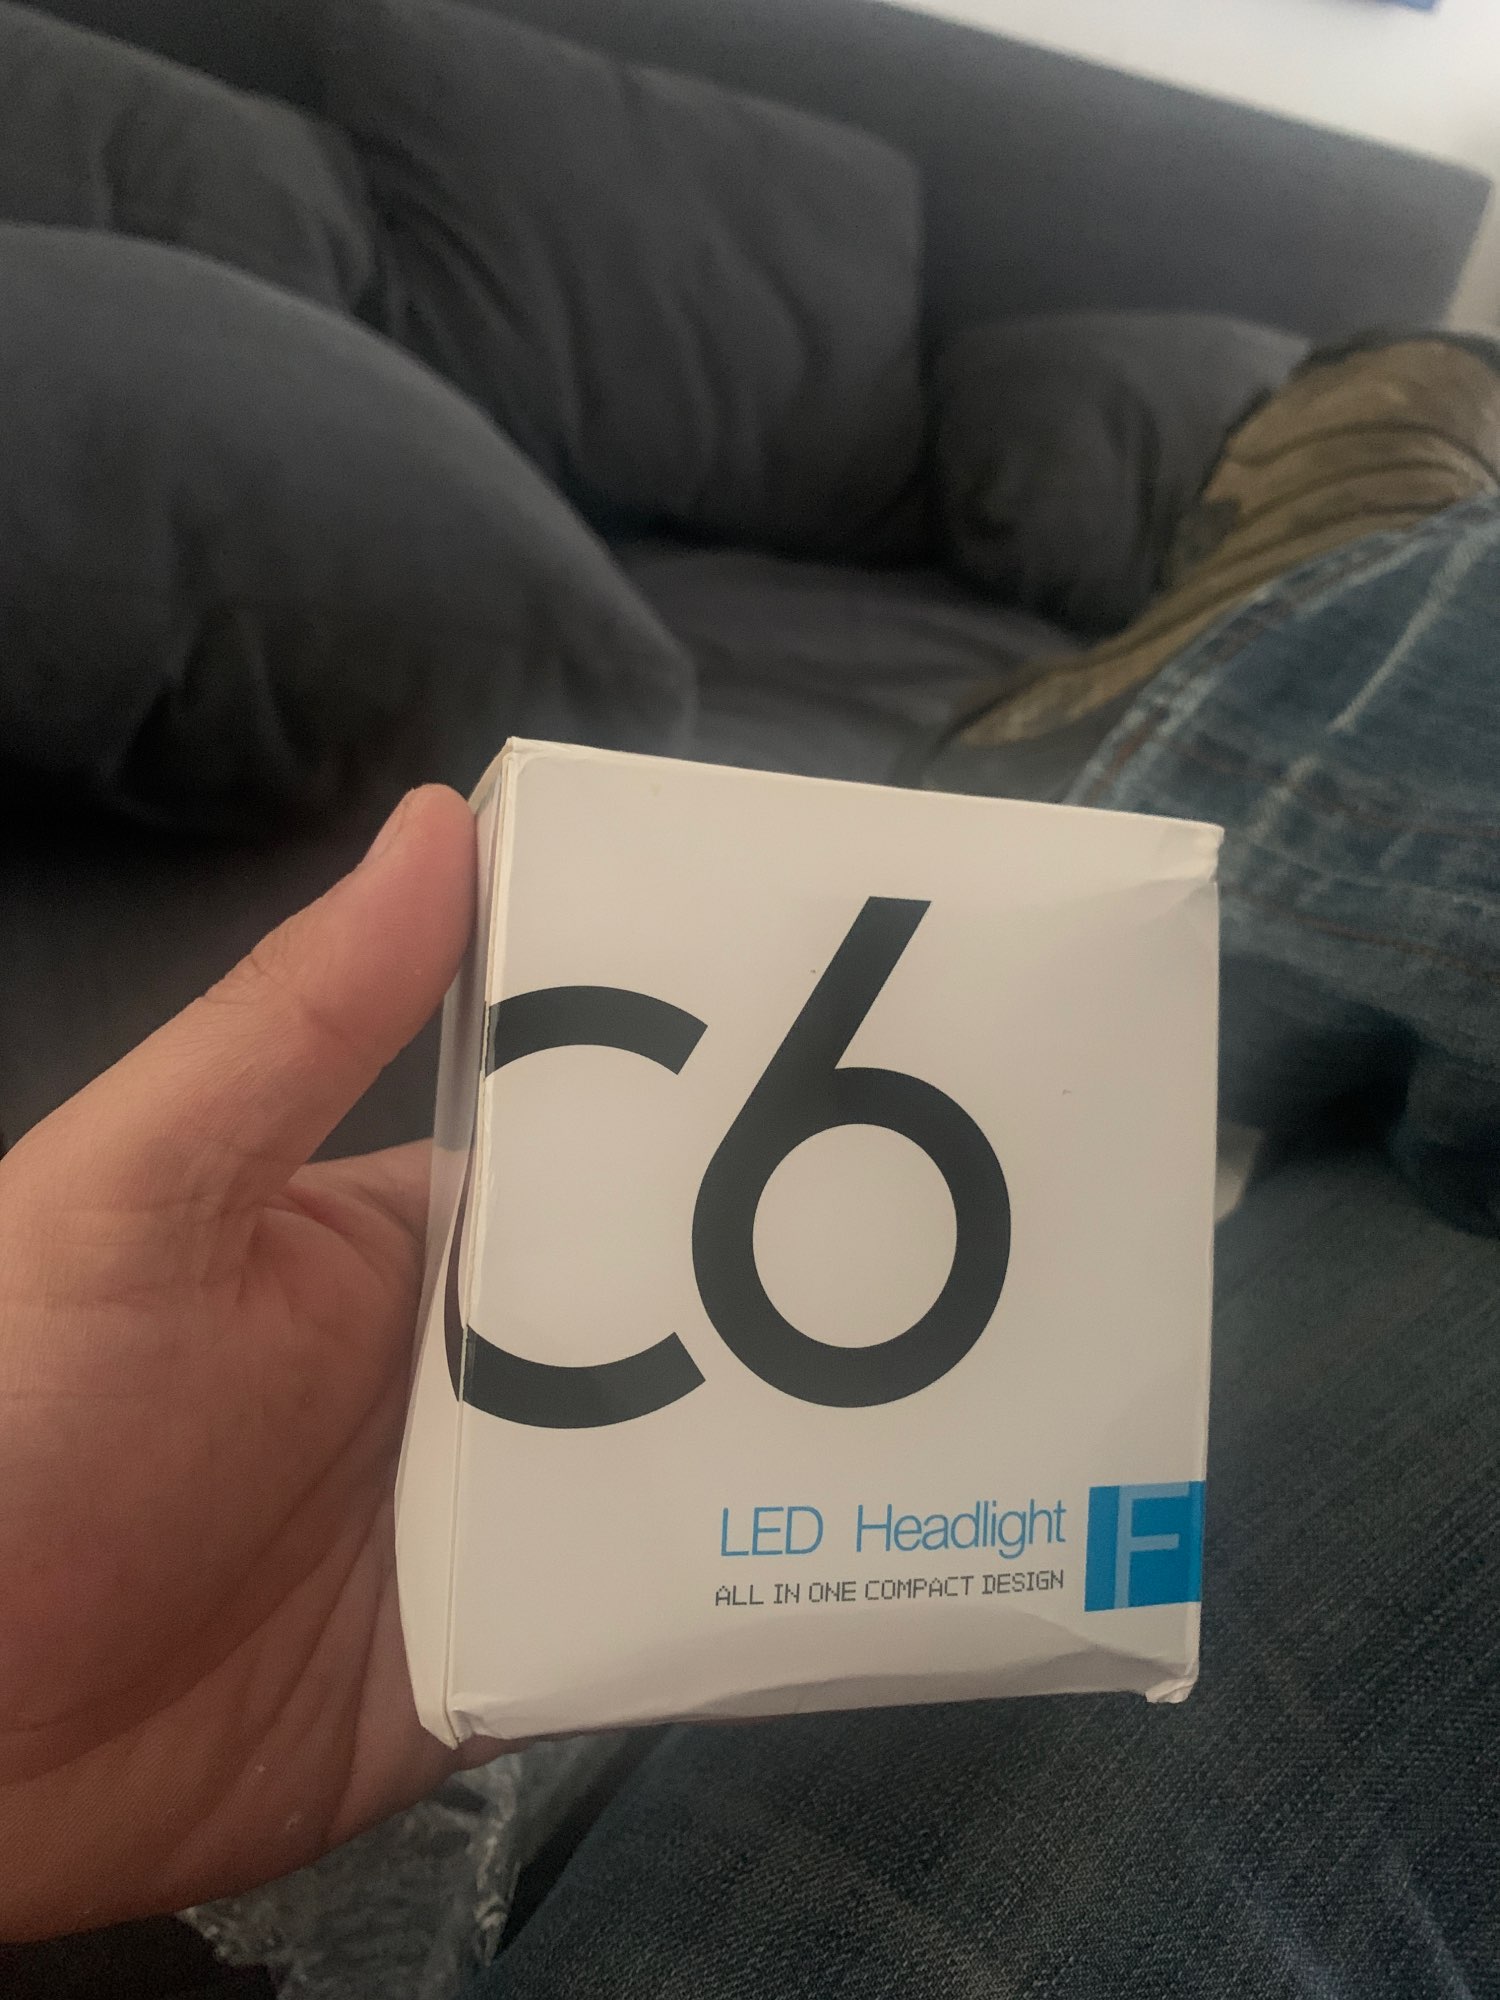 C6
LED Headlight
ALL IN ONE COMPACT DESIGN
F